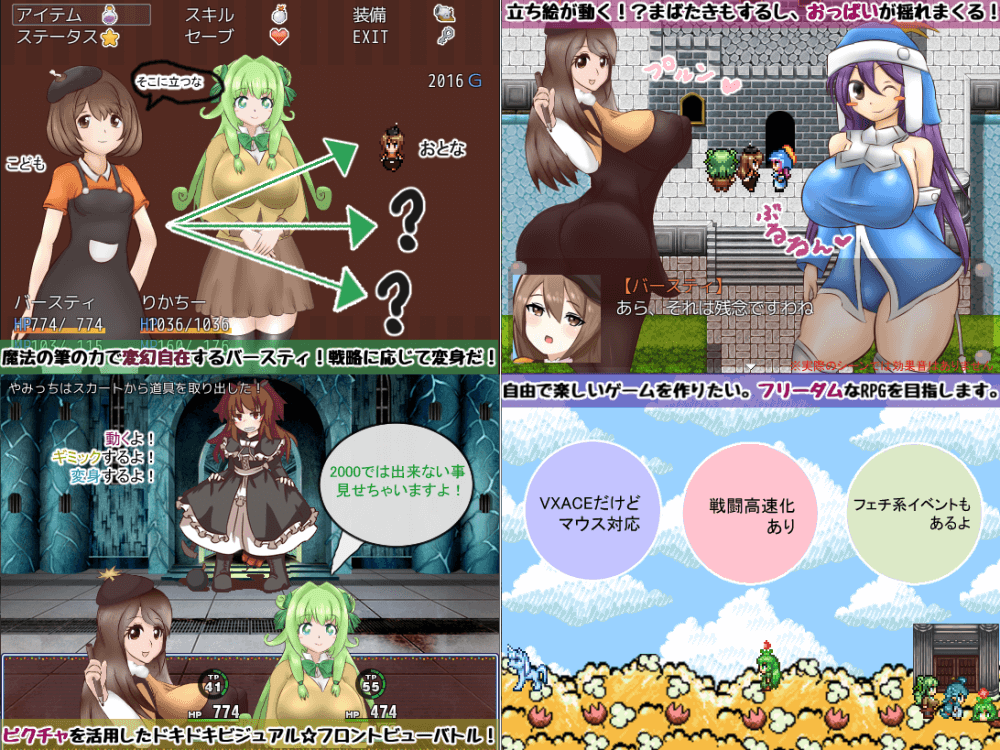 アイテム スキル 装備
ステータス セーブ EXIT
そこに立つな
2016G
こども
おとな
?
?
バースティ りかちー
HP774/ 774 H1036/1036
魔法の筆の力で変幻自在するバースティ！戦略に応じて変身だ！
立ち絵が動く！？まばたきもするし、おっぱいが揺れまくる！
プルン
ぶるるん
【バースティ】
あら、それは残念ですわね
やみっちはスカートから道具を取り出した！
動くよ！
ギミックするよ！
変身するよ！
2000では出来ない事
見せちゃいますよ！
TP
41
HP 774
TP
55
HP 474
ピクチャを活用したドキドキビジュアル☆フロントビューバトル！
自由で楽しいゲームを作りたい。フリーダムなRPGを目指します。
VXACEだけど
マウス対応
戦闘高速化
あり
フェチ系イベントも
あるよ